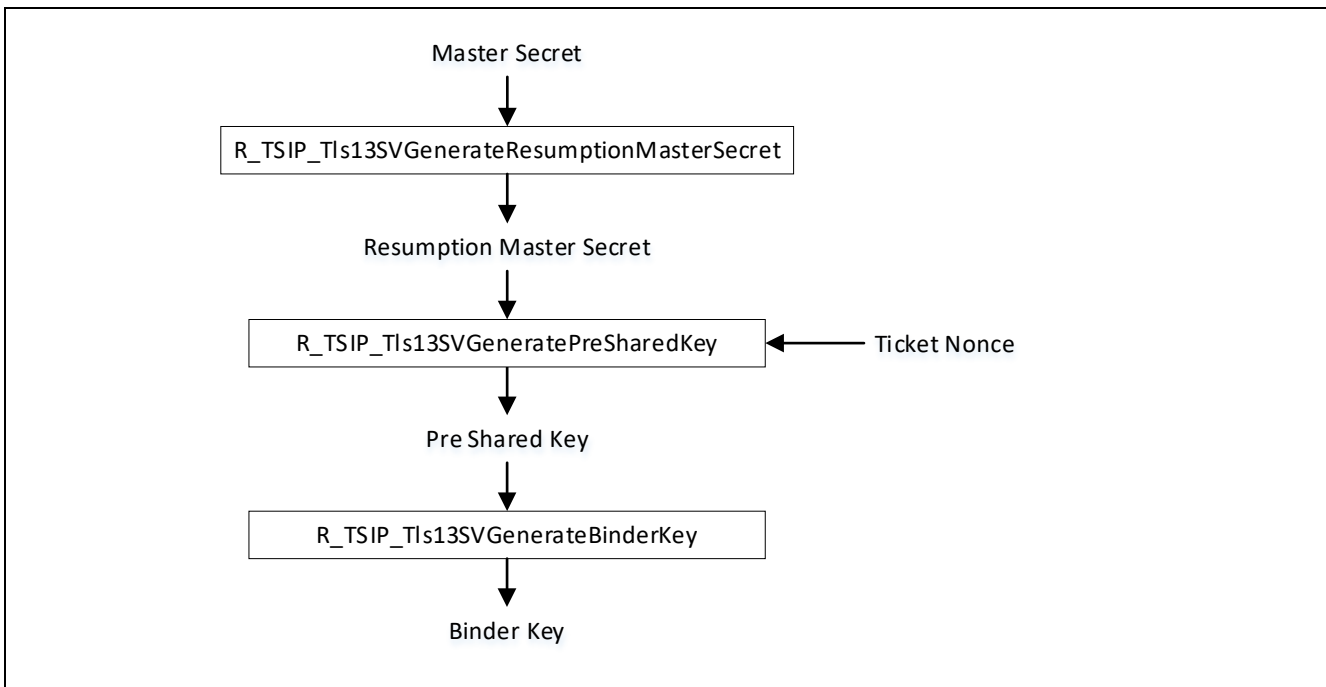 Master Secret
R_TSIP_Tls13SVGenerateResumptionMasterSecret
Resumption Master Secret
R_TSIP_Tls13SVGeneratePreSharedKey
Ticket Nonce
Pre Shared Key
R_TSIP_Tls13SVGenerateBinderKey
Binder Key